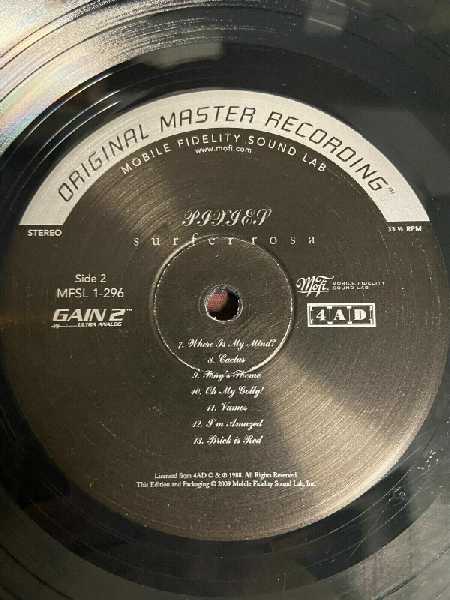 ORIGINAL MASTER RECORDING™
MOBILE FIDELITY SOUND LAB
www.mofi.com
PIXIES
surfer rosa
STEREO
33 ⅓ RPM
Side 2
MFSL 1-296
GAIN 2™
ULTRA ANALOG
MoFi
MOBILE FIDELITY
SOUND LAB
4AD
7. Where Is My Mind?
8. Cactus
9. Tony's Theme
10. Oh My Golly!
11. Vamos
12. I'm Amazed
13. Brick is Red
Licensed from 4AD © & ℗ 1988. All Rights Reserved.
This Edition and Packaging © 2009 Mobile Fidelity Sound Lab, Inc.